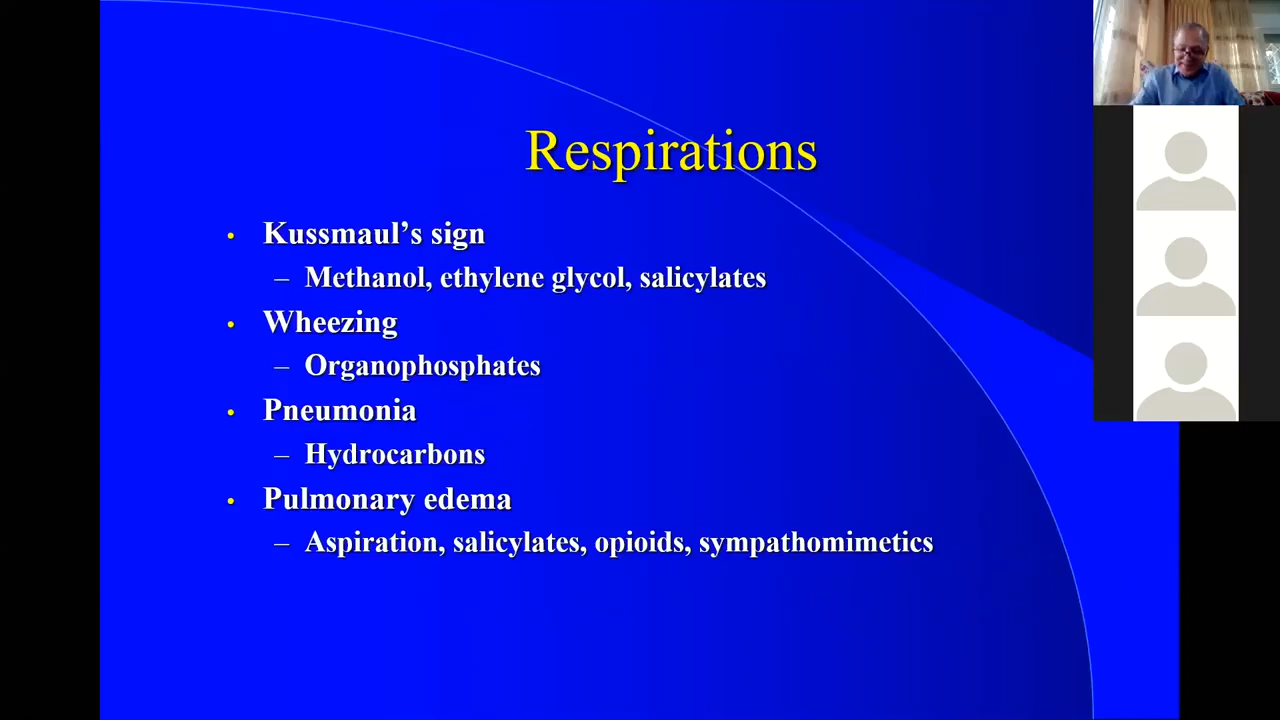 Respirations
• Kussmaul’s sign
– Methanol, ethylene glycol, salicylates
• Wheezing
– Organophosphates
• Pneumonia
– Hydrocarbons
• Pulmonary edema
– Aspiration, salicylates, opioids, sympathomimetics